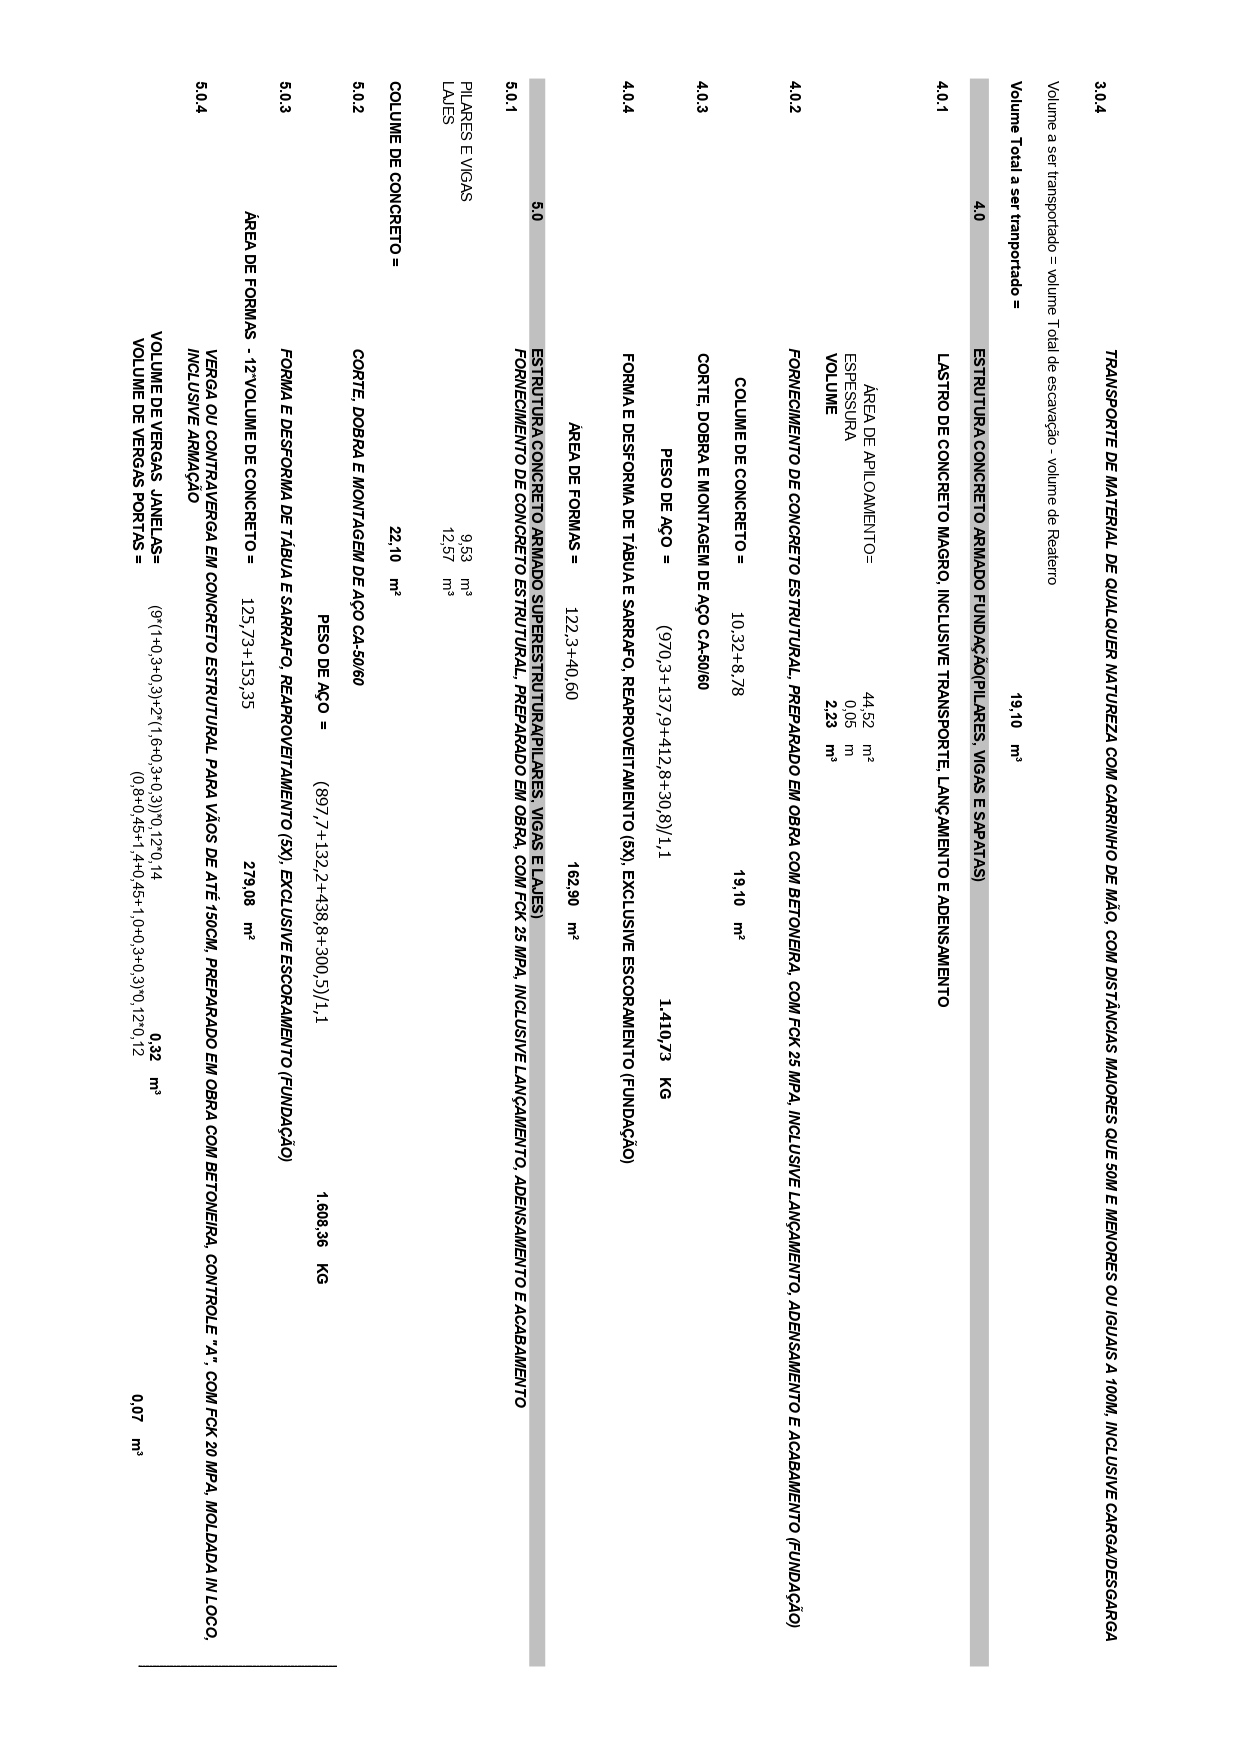 3.0.4 TRANSPORTE DE MATERIAL DE QUALQUER NATUREZA COM CARRINHO DE MÃO, COM DISTÂNCIAS MAIORES QUE 50M E MENORES OU IGUAIS A 100M, INCLUSIVE CARGA/DESGARGA
Volume a ser transportado = volume Total de escavação - volume de Reaterro
Volume Total a ser tranportado = 19,10 m³
4.0 ESTRUTURA CONCRETO ARMADO FUNDAÇÃO(PILARES, VIGAS E SAPATAS)
4.0.1 LASTRO DE CONCRETO MAGRO, INCLUSIVE TRANSPORTE, LANÇAMENTO E ADENSAMENTO
ÁREA DE APILOAMENTO= 44,52 m²
ESPESSURA 0,05 m
VOLUME 2,23 m³
4.0.2 FORNECIMENTO DE CONCRETO ESTRUTURAL, PREPARADO EM OBRA COM BETONEIRA, COM FCK 25 MPA, INCLUSIVE LANÇAMENTO, ADENSAMENTO E ACABAMENTO (FUNDAÇÃO)
COLUME DE CONCRETO = 10,32+8,78 19,10 m²
4.0.3 CORTE, DOBRA E MONTAGEM DE AÇO CA-50/60
PESO DE AÇO = (970,3+137,9+412,8+30,8)/1,1 1.410,73 KG
4.0.4 FORMA E DESFORMA DE TÁBUA E SARRAFO, REAPROVEITAMENTO (5X), EXCLUSIVE ESCORAMENTO (FUNDAÇÃO)
ÁREA DE FORMAS = 122,3+40,60 162,90 m²
5.0 ESTRUTURA CONCRETO ARMADO SUPERESTRUTURA(PILARES, VIGAS E LAJES)
5.0.1 FORNECIMENTO DE CONCRETO ESTRUTURAL, PREPARADO EM OBRA, COM FCK 25 MPA, INCLUSIVE LANÇAMENTO, ADENSAMENTO E ACABAMENTO
PILARES E VIGAS 9,53 m³
LAJES 12,57 m³
COLUME DE CONCRETO = 22,10 m²
5.0.2 CORTE, DOBRA E MONTAGEM DE AÇO CA-50/60
PESO DE AÇO = (897,7+132,2+438,8+300,5)/1,1 1.608,36 KG
5.0.3 FORMA E DESFORMA DE TÁBUA E SARRAFO, REAPROVEITAMENTO (5X), EXCLUSIVE ESCORAMENTO (FUNDAÇÃO)
ÁREA DE FORMAS - 12*VOLUME DE CONCRETO = 125,73+153,35 279,08 m²
5.0.4 VERGA OU CONTRAVERGA EM CONCRETO ESTRUTURAL PARA VÃOS DE ATÉ 150CM, PREPARADO EM OBRA COM BETONEIRA, CONTROLE "A", COM FCK 20 MPA, MOLDADA IN LOCO,
INCLUSIVE ARMAÇÃO
VOLUME DE VERGAS JANELAS= (9*(1+0,3+0,3)+2*(1,6+0,3+0,3))*0,12*0,14 0,32 m³
VOLUME DE VERGAS PORTAS = (0,8+0,45+1,4+0,45+1,0+0,3+0,3)*0,12*0,12 0,07 m³